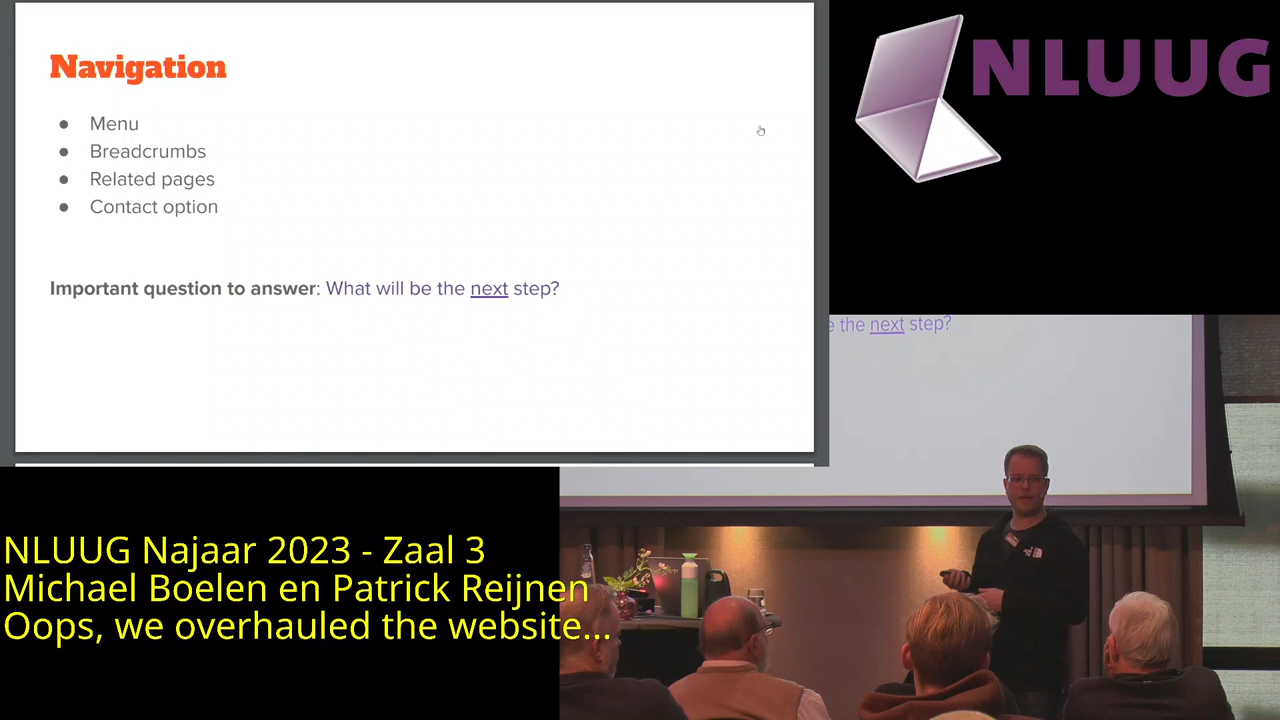 Navigation
● Menu
● Breadcrumbs
● Related pages
● Contact option
Important question to answer: What will be the next step?
NLUUG
e the next step?
NLUUG Najaar 2023 - Zaal 3
Michael Boelen en Patrick Reijnen
Oops, we overhauled the website...